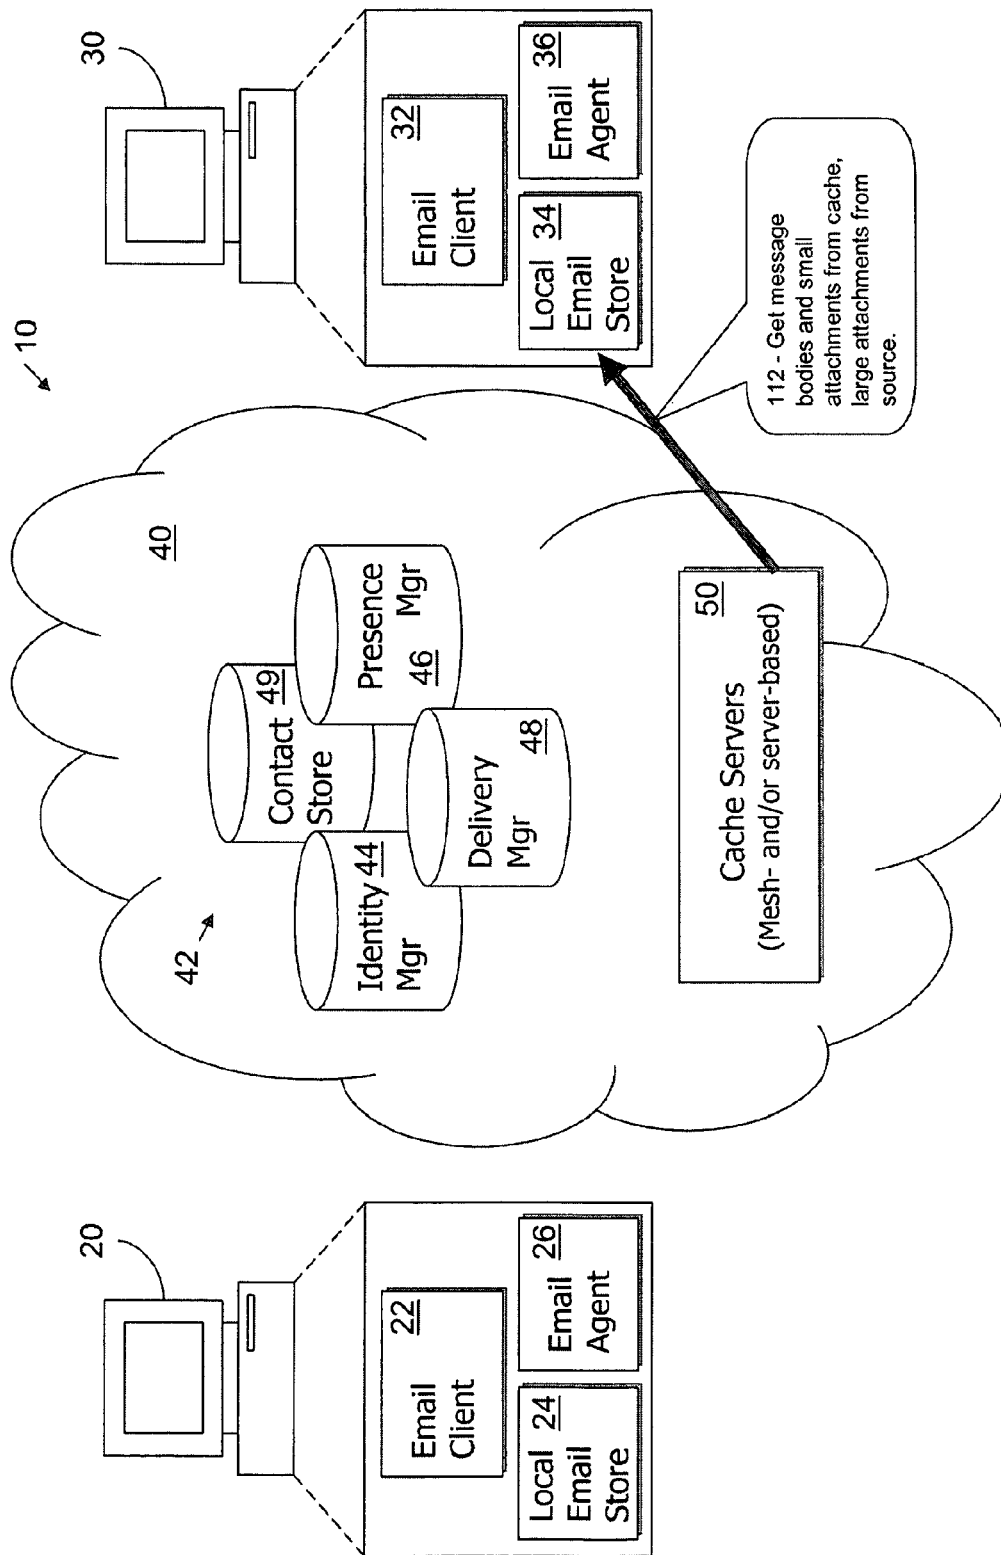 10
20
Email 22
Client
Local 24
Email
Store
Email 26
Agent
42
40
Contact 49
Store
Identity 44
Mgr
Presence
46 Mgr
Delivery
Mgr 48
50
Cache Servers
(Mesh- and/or server-based)
30
Email 32
Client
Local 34
Email
Store
Email 36
Agent
112 - Get message
bodies and small
attachments from cache,
large attachments from
source.